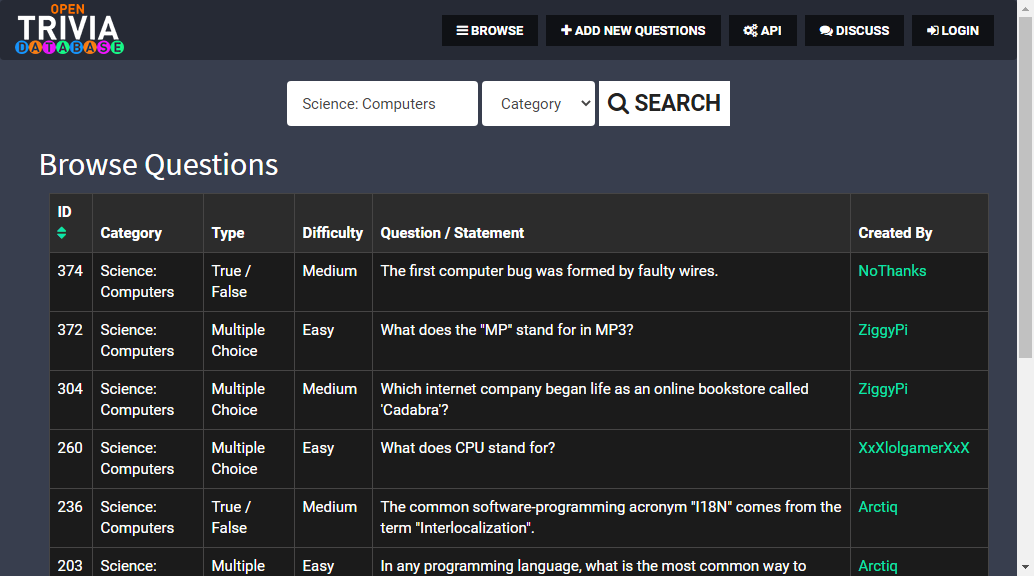 OPEN
TRIVIA
DATABASE
BROWSE
ADD NEW QUESTIONS
API
DISCUSS
LOGIN
Science: Computers
Category
SEARCH
Browse Questions
ID
Category
Type
Difficulty
Question / Statement
Created By
374
Science:
Computers
True /
False
Medium
The first computer bug was formed by faulty wires.
NoThanks
372
Science:
Computers
Multiple
Choice
Easy
What does the "MP" stand for in MP3?
ZiggyPi
304
Science:
Computers
Multiple
Choice
Medium
Which internet company began life as an online bookstore called
'Cadabra'?
ZiggyPi
260
Science:
Computers
Multiple
Choice
Easy
What does CPU stand for?
XxXlolgamerXxX
236
Science:
Computers
True /
False
Medium
The common software-programming acronym "I18N" comes from the
term "Interlocalization".
Arctiq
203
Science:
Multiple
Easy
In any programming language, what is the most common way to
Arctiq